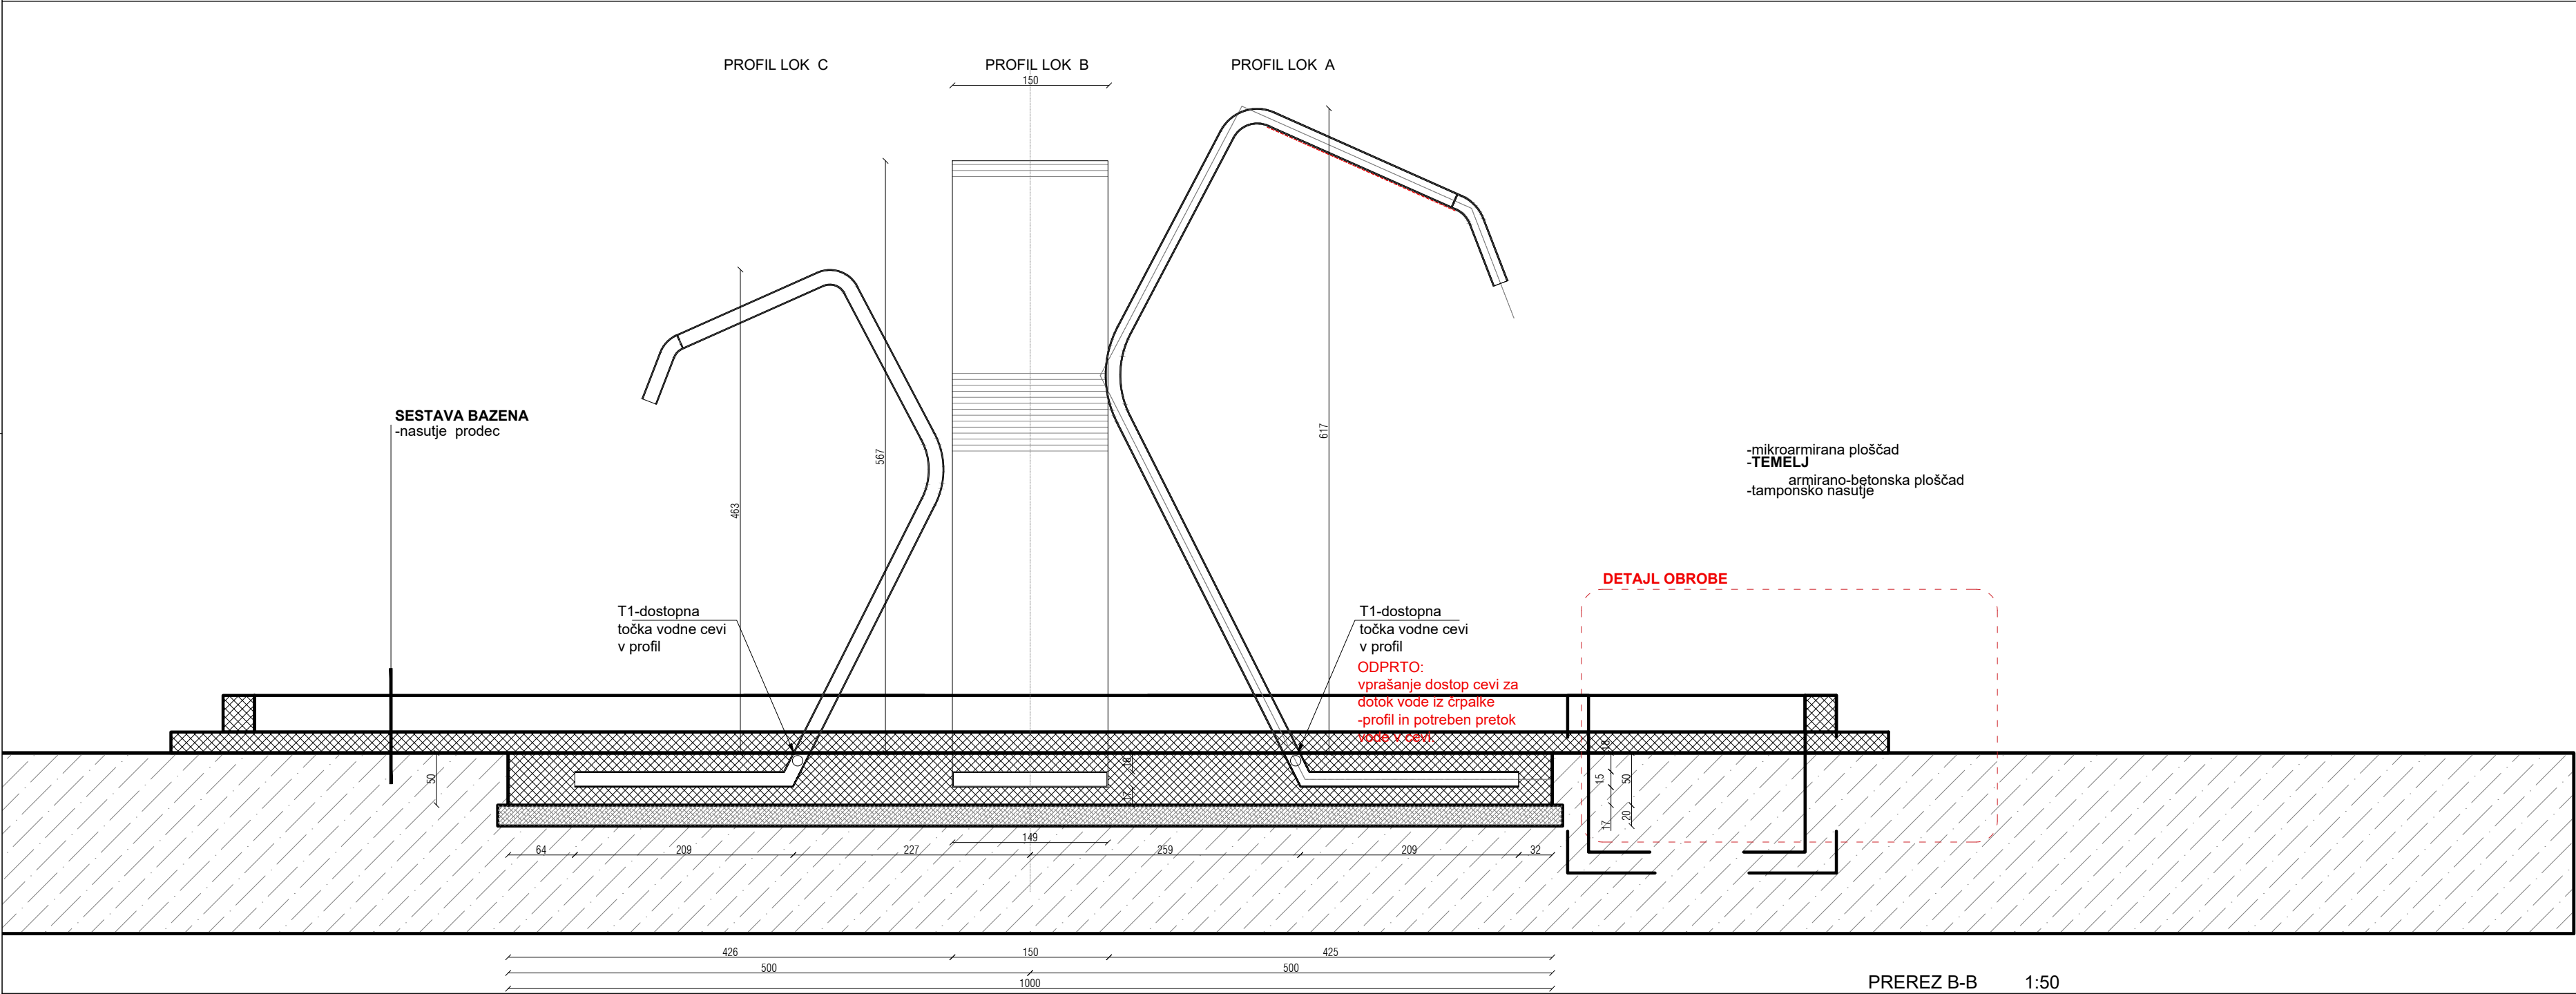 PROFIL LOK C
PROFIL LOK B
PROFIL LOK A
150
617
567
463
SESTAVA BAZENA
-nasutje prodec
-mikroarmirana ploščad
-TEMELJ
armirano-betonska ploščad
-tamponsko nasutje
DETAJL OBROBE
T1-dostopna
točka vodne cevi
v profil
T1-dostopna
točka vodne cevi
v profil
ODPRTO:
vprašanje dostop cevi za
dotok vode iz črpalke
-profil in potreben pretok
vode v cevi.
50
18
17
18
15
50
17
20
149
64
209
227
259
209
32
426
150
425
500
500
1000
PREREZ B-B 1:50